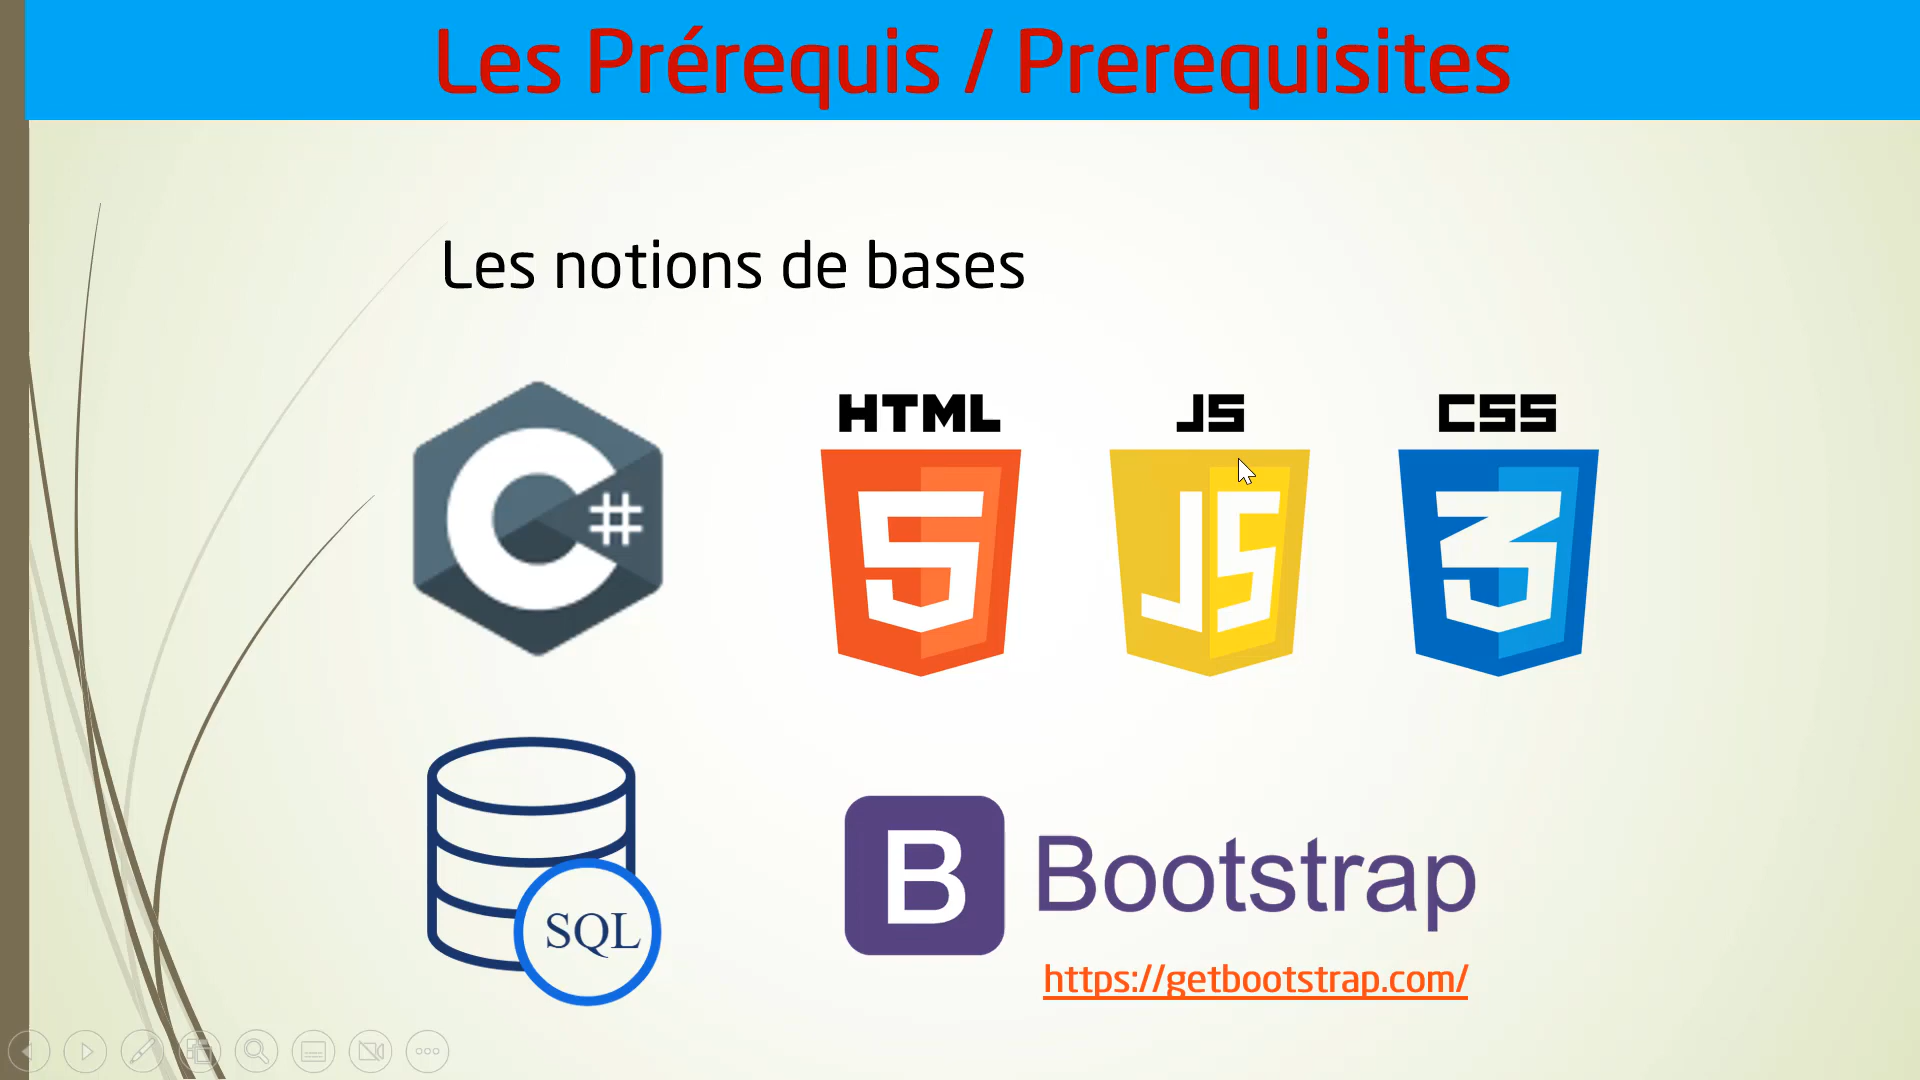 Les Prérequis / Prerequisites
Les notions de bases
C#
HTML
JS
CSS
5
JS
3
SQL
B Bootstrap
https://getbootstrap.com/